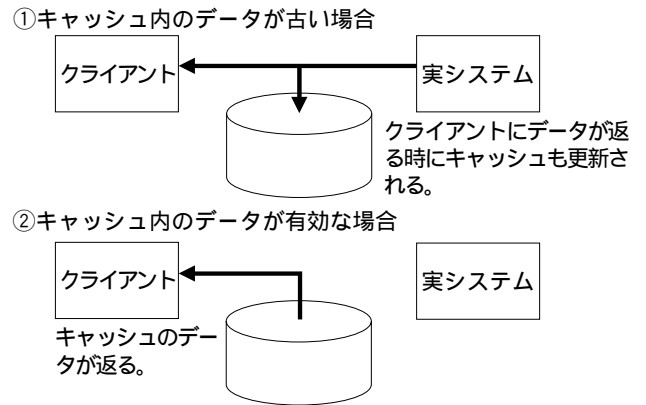 ①キャッシュ内のデータが古い場合
クライアント
実システム
クライアントにデータが返
る時にキャッシュも更新さ
れる。
②キャッシュ内のデータが有効な場合
クライアント
実システム
キャッシュのデー
タが返る。